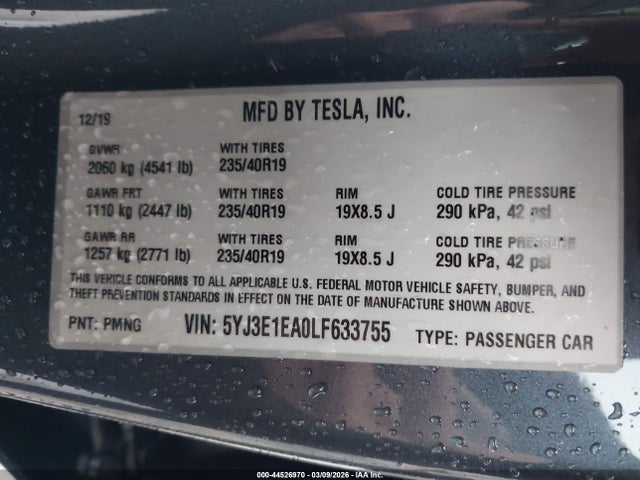 12/19 MFD BY TESLA, INC.
GVWR WITH TIRES
2060 kg (4541 lb) 235/40R19
GAWR FRT WITH TIRES RIM COLD TIRE PRESSURE
1110 kg (2447 lb) 235/40R19 19X8.5 J 290 kPa, 42 psi
GAWR RR WITH TIRES RIM COLD TIRE PRESSURE
1257 kg (2771 lb) 235/40R19 19X8.5 J 290 kPa, 42 psi
THIS VEHICLE CONFORMS TO ALL APPLICABLE U.S. FEDERAL MOTOR VEHICLE SAFETY, BUMPER, AND
THEFT PREVENTION STANDARDS IN EFFECT ON THE DATE OF MANUFACTURE SHOWN ABOVE.
PNT: PMNG VIN: 5YJ3E1EA0LF633755 TYPE: PASSENGER CAR
000-44526970 | 03/09/2026 - Copyright IAA, LLC